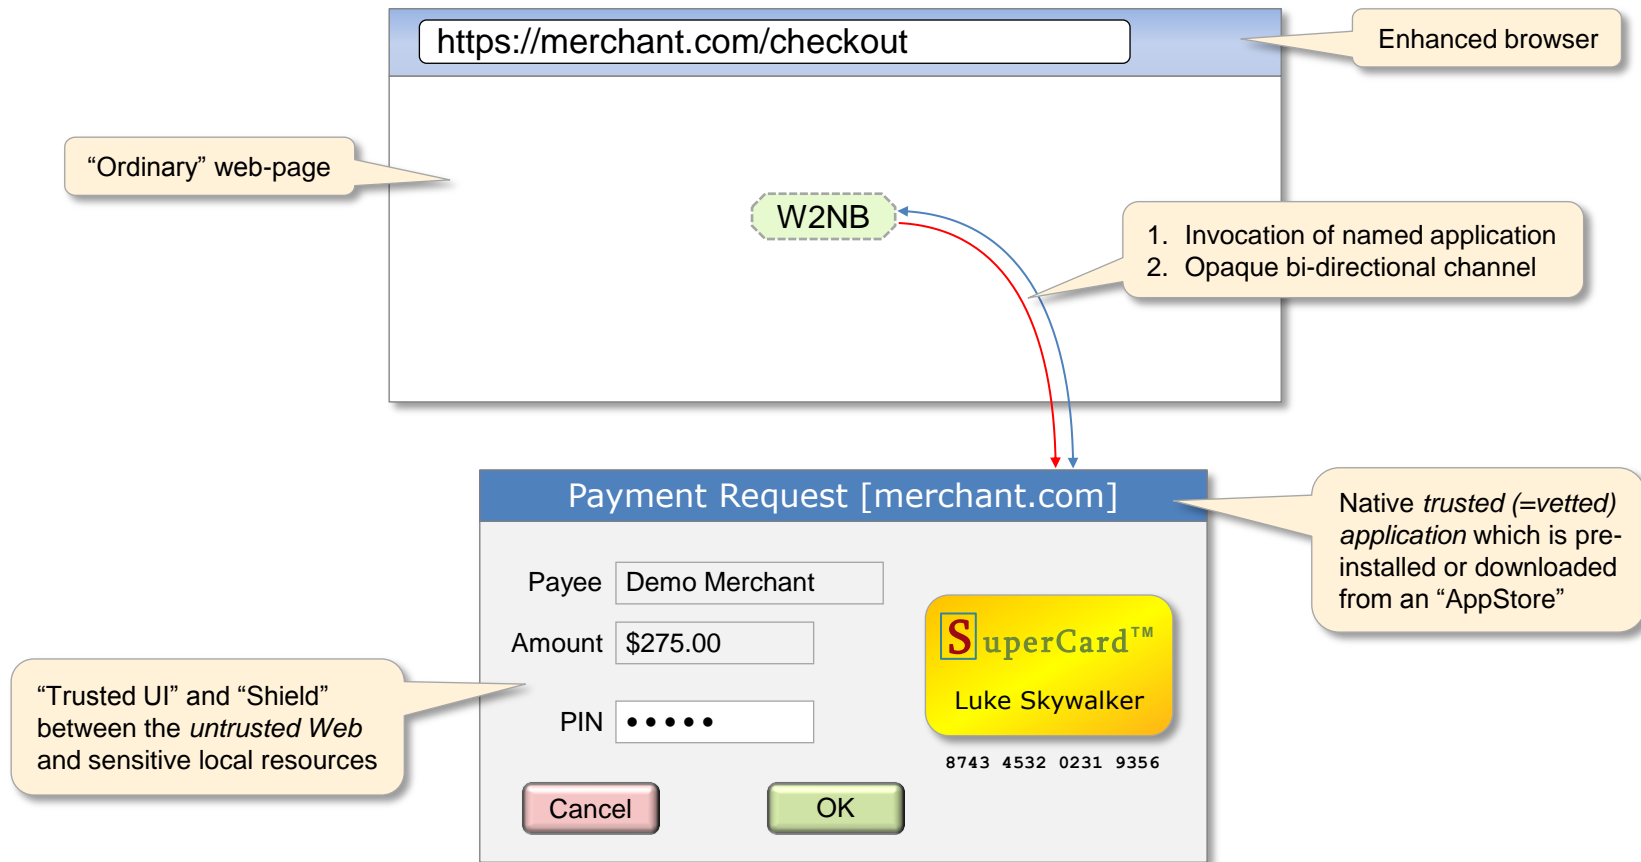 https://merchant.com/checkout
Enhanced browser
“Ordinary” web-page
W2NB
1. Invocation of named application
2. Opaque bi-directional channel
Payment Request [merchant.com]
Native trusted (=vetted)
application which is pre-
installed or downloaded
from an “AppStore”
Payee Demo Merchant
Amount $275.00
PIN •••••
SuperCard™
Luke Skywalker
8743 4532 0231 9356
“Trusted UI” and “Shield”
between the untrusted Web
and sensitive local resources
Cancel OK